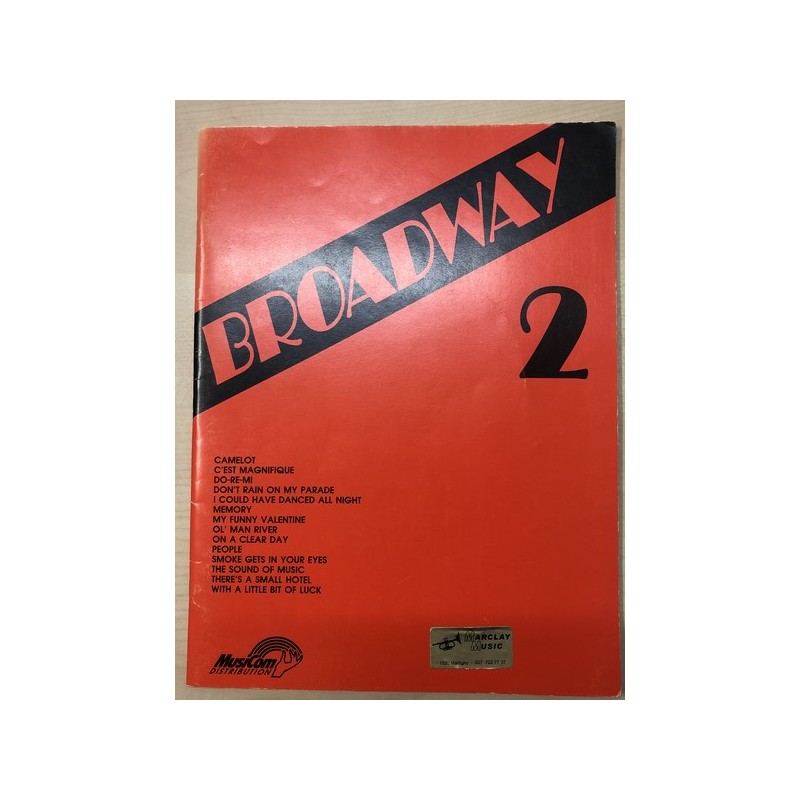 BROADWAY
2
CAMELOT
C'EST MAGNIFIQUE
DO-RE-MI
DON'T RAIN ON MY PARADE
I COULD HAVE DANCED ALL NIGHT
MEMORY
MY FUNNY VALENTINE
OL' MAN RIVER
ON A CLEAR DAY
PEOPLE
SMOKE GETS IN YOUR EYES
THE SOUND OF MUSIC
THERE'S A SMALL HOTEL
WITH A LITTLE BIT OF LUCK
MusiCom
DISTRIBUTION
MARCLAY
MUSIC
Martigny